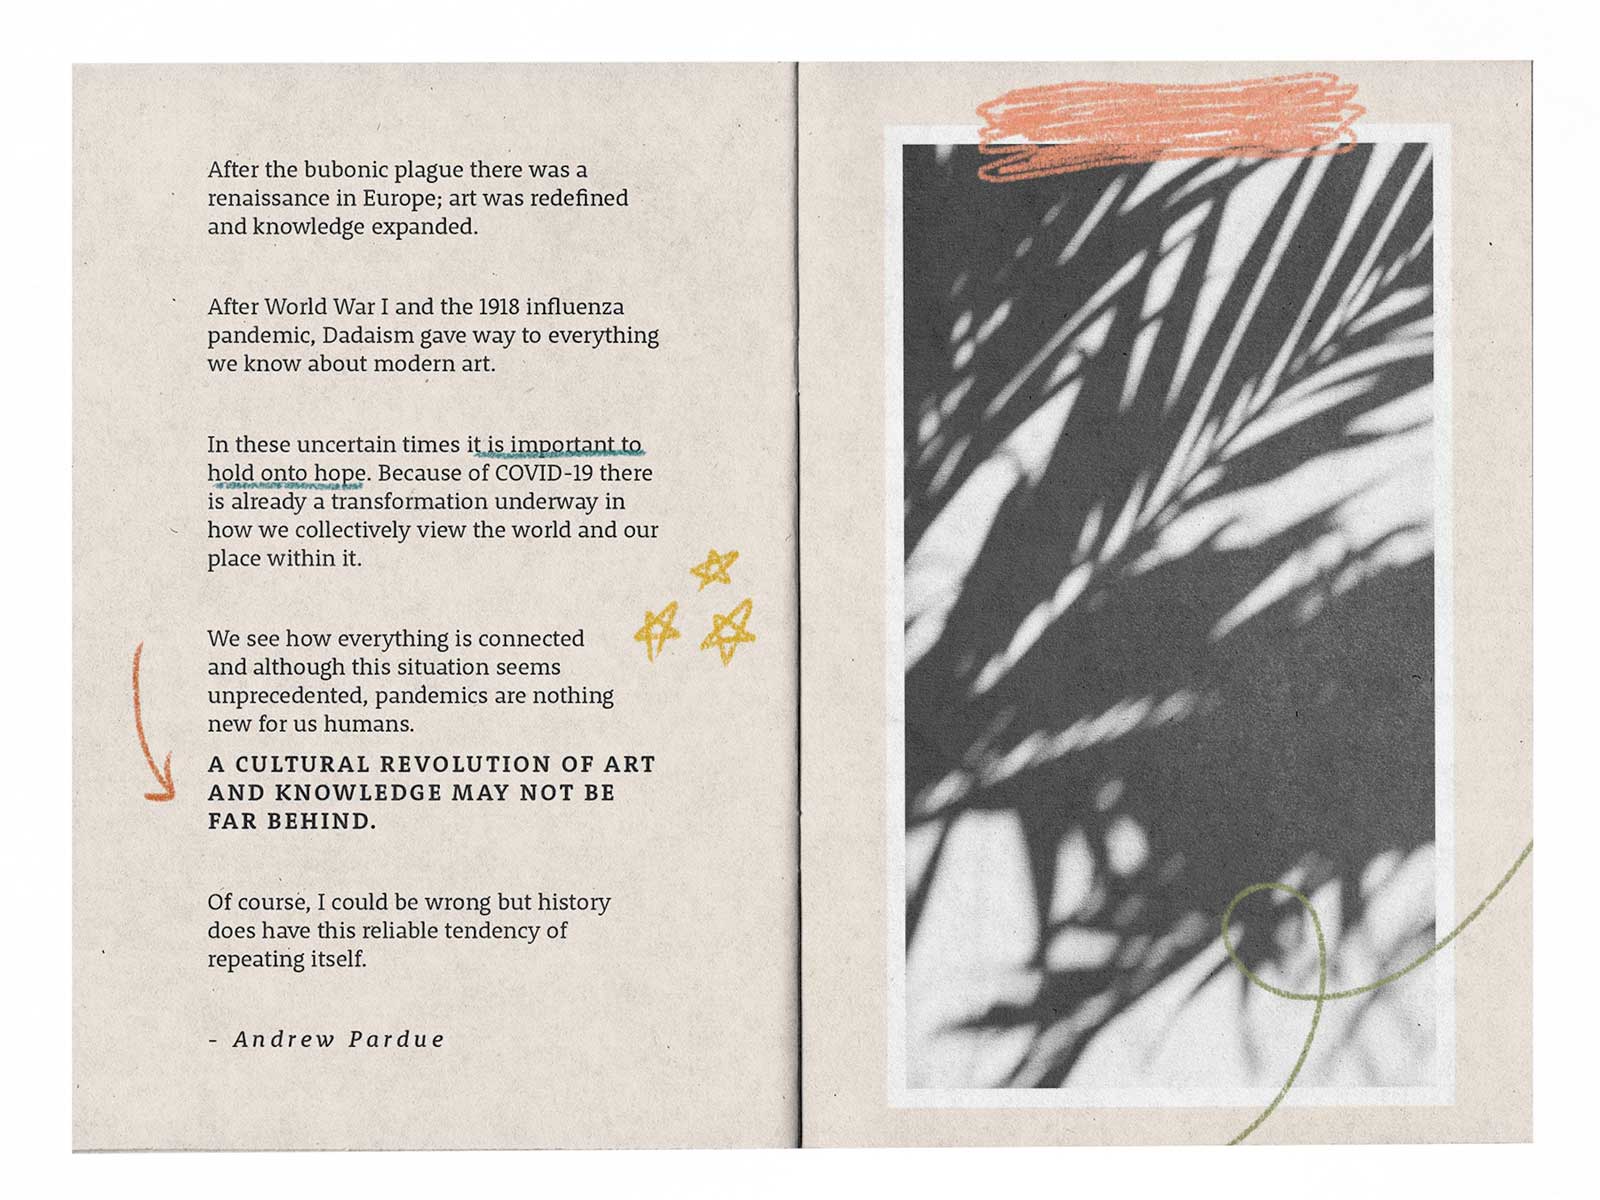 After the bubonic plague there was a
renaissance in Europe; art was redefined
and knowledge expanded.
After World War I and the 1918 influenza
pandemic, Dadaism gave way to everything
we know about modern art.
In these uncertain times it is important to
hold onto hope. Because of COVID-19 there
is already a transformation underway in
how we collectively view the world and our
place within it.
We see how everything is connected
and although this situation seems
unprecedented, pandemics are nothing
new for us humans.
A CULTURAL REVOLUTION OF ART
AND KNOWLEDGE MAY NOT BE
FAR BEHIND.
Of course, I could be wrong but history
does have this reliable tendency of
repeating itself.
- Andrew Pardue